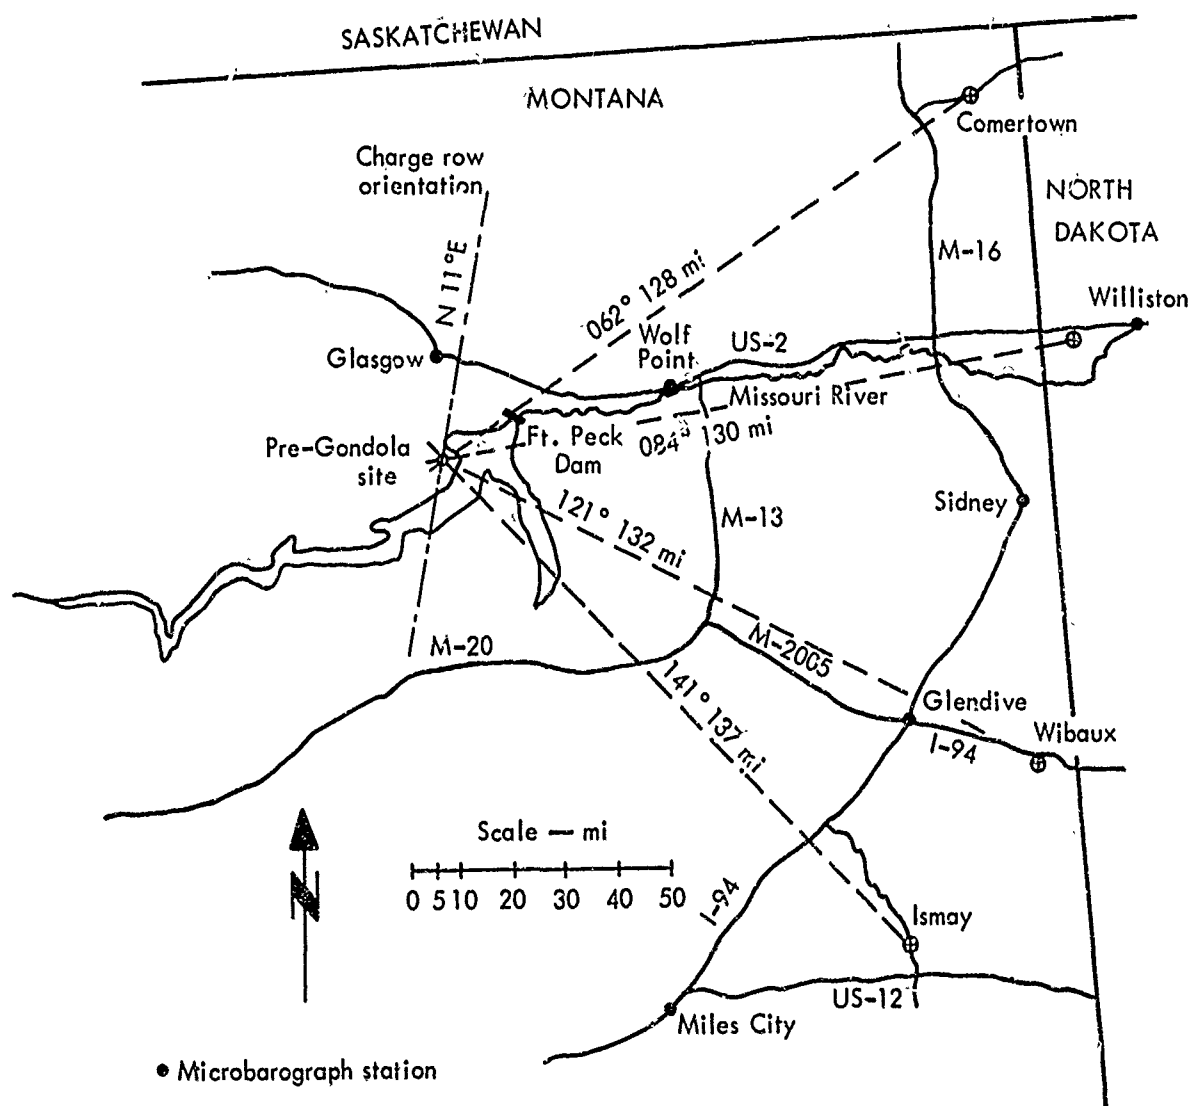 SASKATCHEWAN
MONTANA
Comertown
Charge row
orientation
NORTH
DAKOTA
N 11°E
M-16
062° 128 mi
Williston
Wolf
Point
US-2
Glasgow
Missouri River
Pre-Gondola
site
Ft. Peck
Dam
084° 130 mi
121° 132 mi
M-13
Sidney
M-20
M-2005
141° 137 mi
Glendive
Wibaux
I-94
Scale — mi
0 5 10 20 30 40 50
N
I-94
Ismay
US-12
Miles City
Microbarograph station